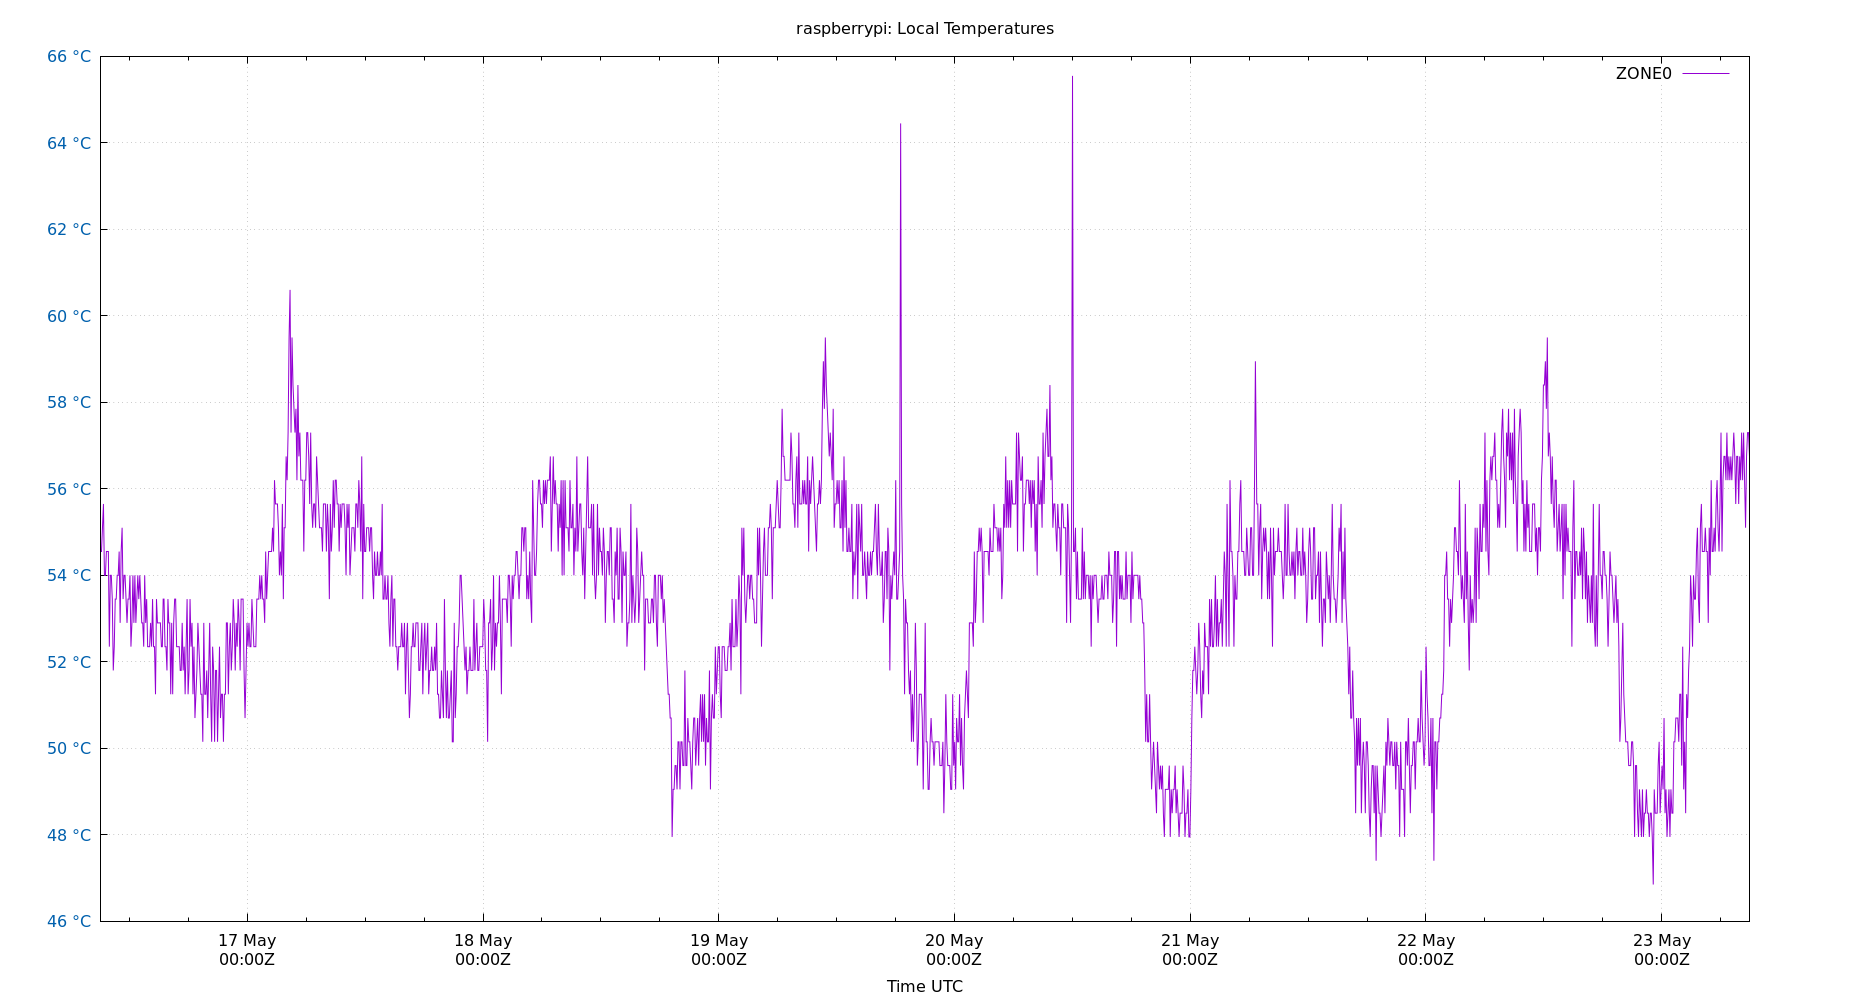 raspberrypi: Local Temperatures
ZONE0
66 °C
64 °C
62 °C
60 °C
58 °C
56 °C
54 °C
52 °C
50 °C
48 °C
46 °C
17 May
00:00Z
18 May
00:00Z
19 May
00:00Z
20 May
00:00Z
21 May
00:00Z
22 May
00:00Z
23 May
00:00Z
Time UTC